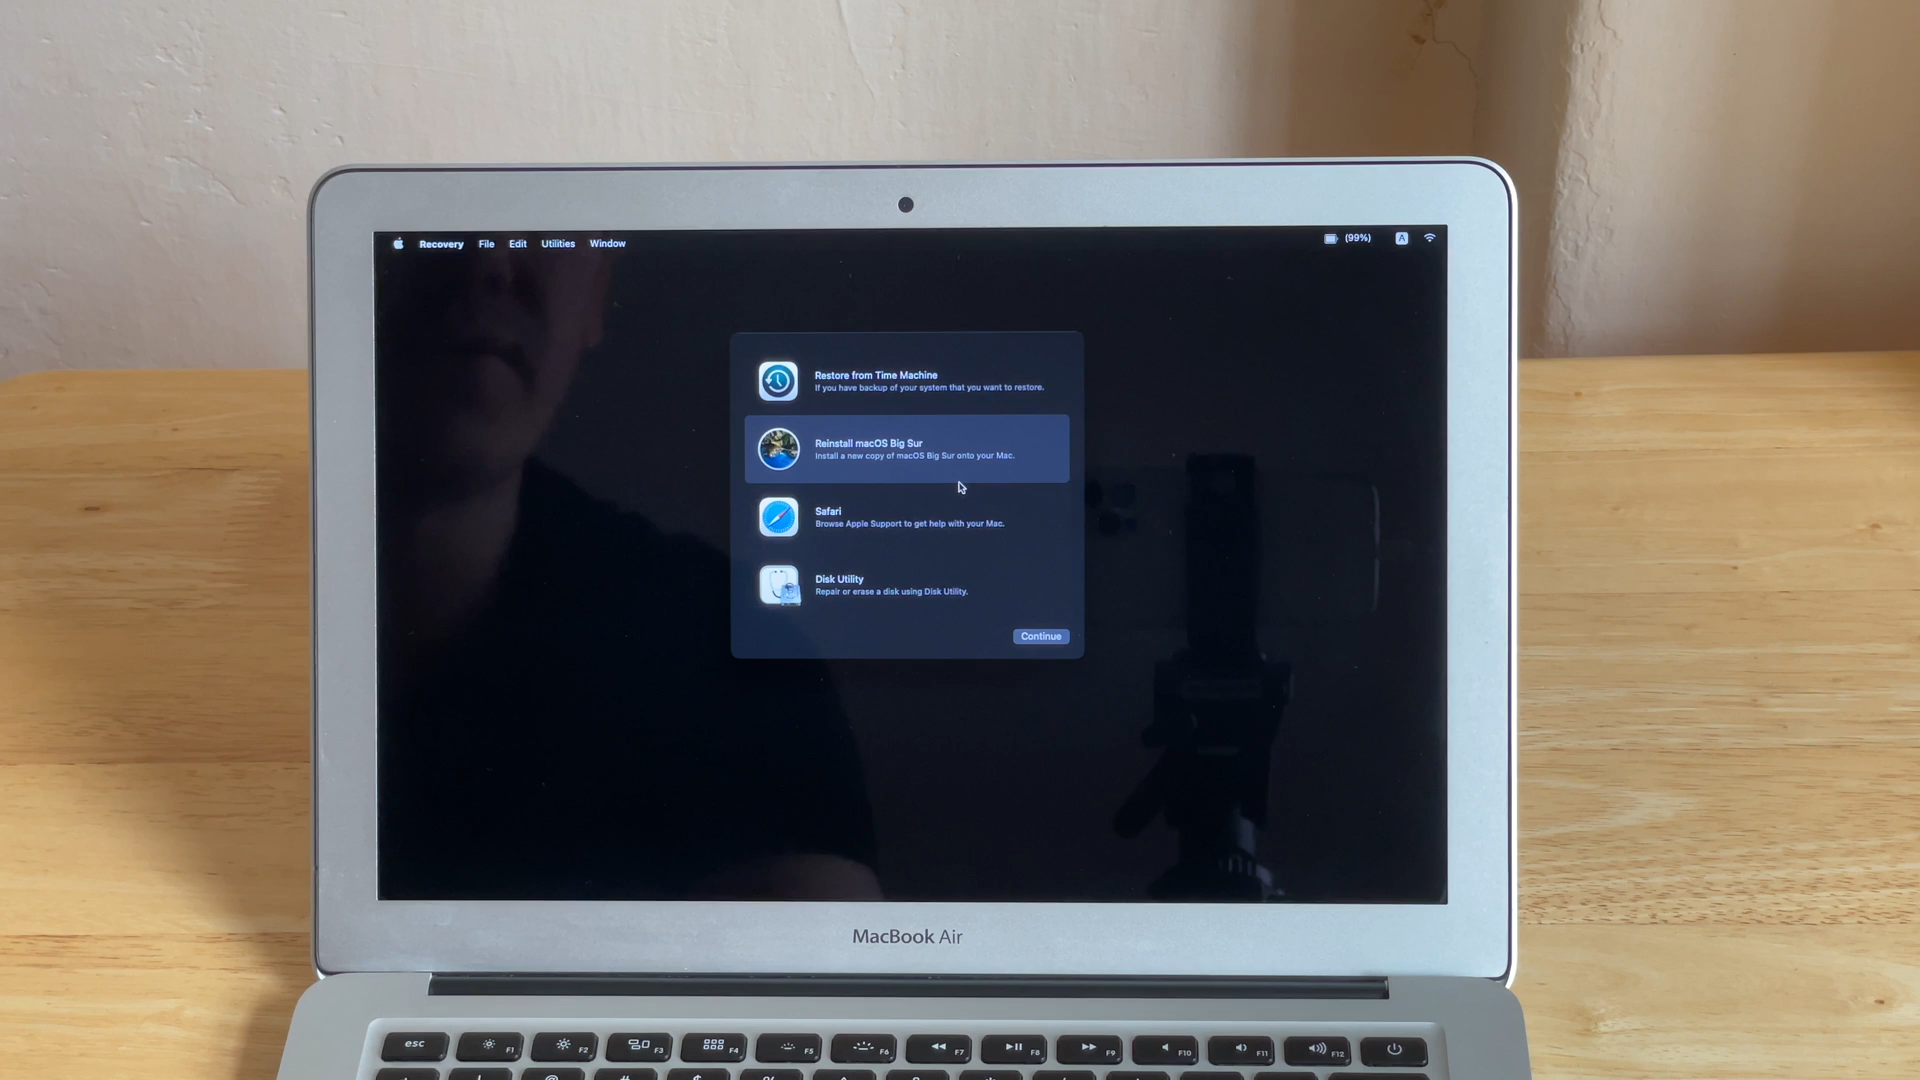 Recovery File Edit Utilities Window (99%) A
Restore from Time Machine
If you have backup of your system that you want to restore.
Reinstall macOS Big Sur
Install a new copy of macOS Big Sur onto your Mac.
Safari
Browse Apple Support to get help with your Mac.
Disk Utility
Repair or erase a disk using Disk Utility.
Continue
MacBook Air
esc F1 F2 F3 F4 F5 F6 F7 F8 F9 F10 F11 F12